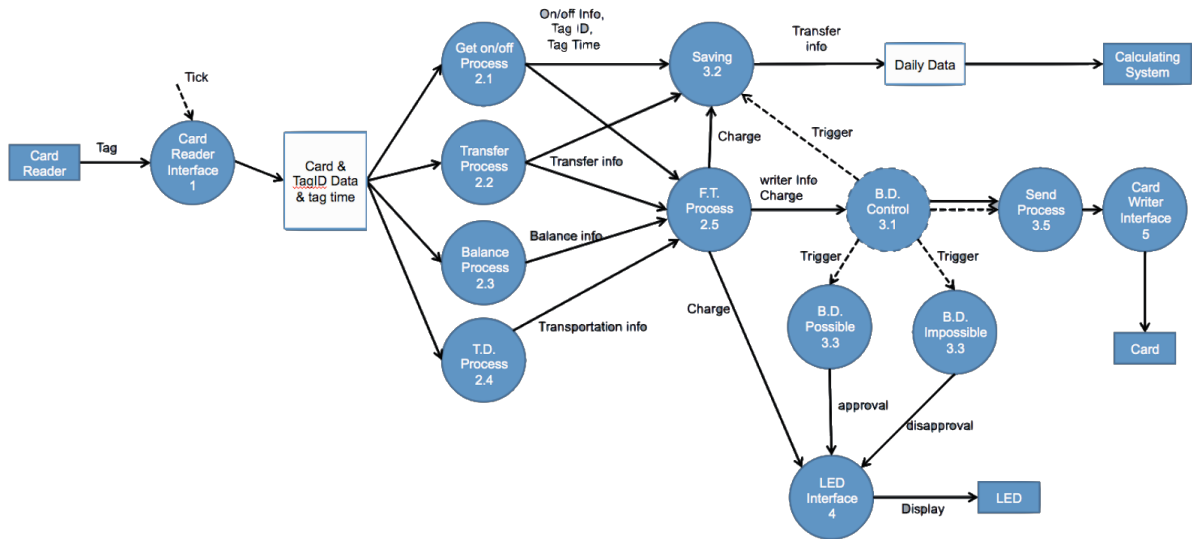 On/off Info,
Tag ID,
Tag Time
Get on/off
Process
2.1
Saving
3.2
Transfer
info
Daily Data
Calculating
System
Tick
Card
Reader
Tag
Card
Reader
Interface
1
Card &
TagID Data
& tag time
Transfer
Process
2.2
Transfer info
Charge
Trigger
F.T.
Process
2.5
writer Info
Charge
B.D.
Control
3.1
Send
Process
3.5
Card
Writer
Interface
5
Balance
Process
2.3
Balance info
Trigger
Trigger
Charge
B.D.
Possible
3.3
B.D.
Impossible
3.3
Card
T.D.
Process
2.4
Transportation info
approval
disapproval
LED
Interface
4
Display
LED